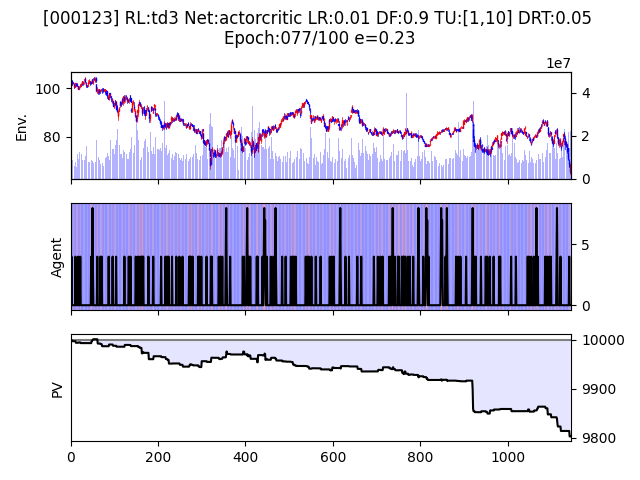 [000123] RL:td3 Net:actorcritic LR:0.01 DF:0.9 TU:[1,10] DRT:0.05
Epoch:077/100 e=0.23
1e7
Env.
100
80
4
2
0
Agent
5
0
PV
10000
9900
9800
0 200 400 600 800 1000